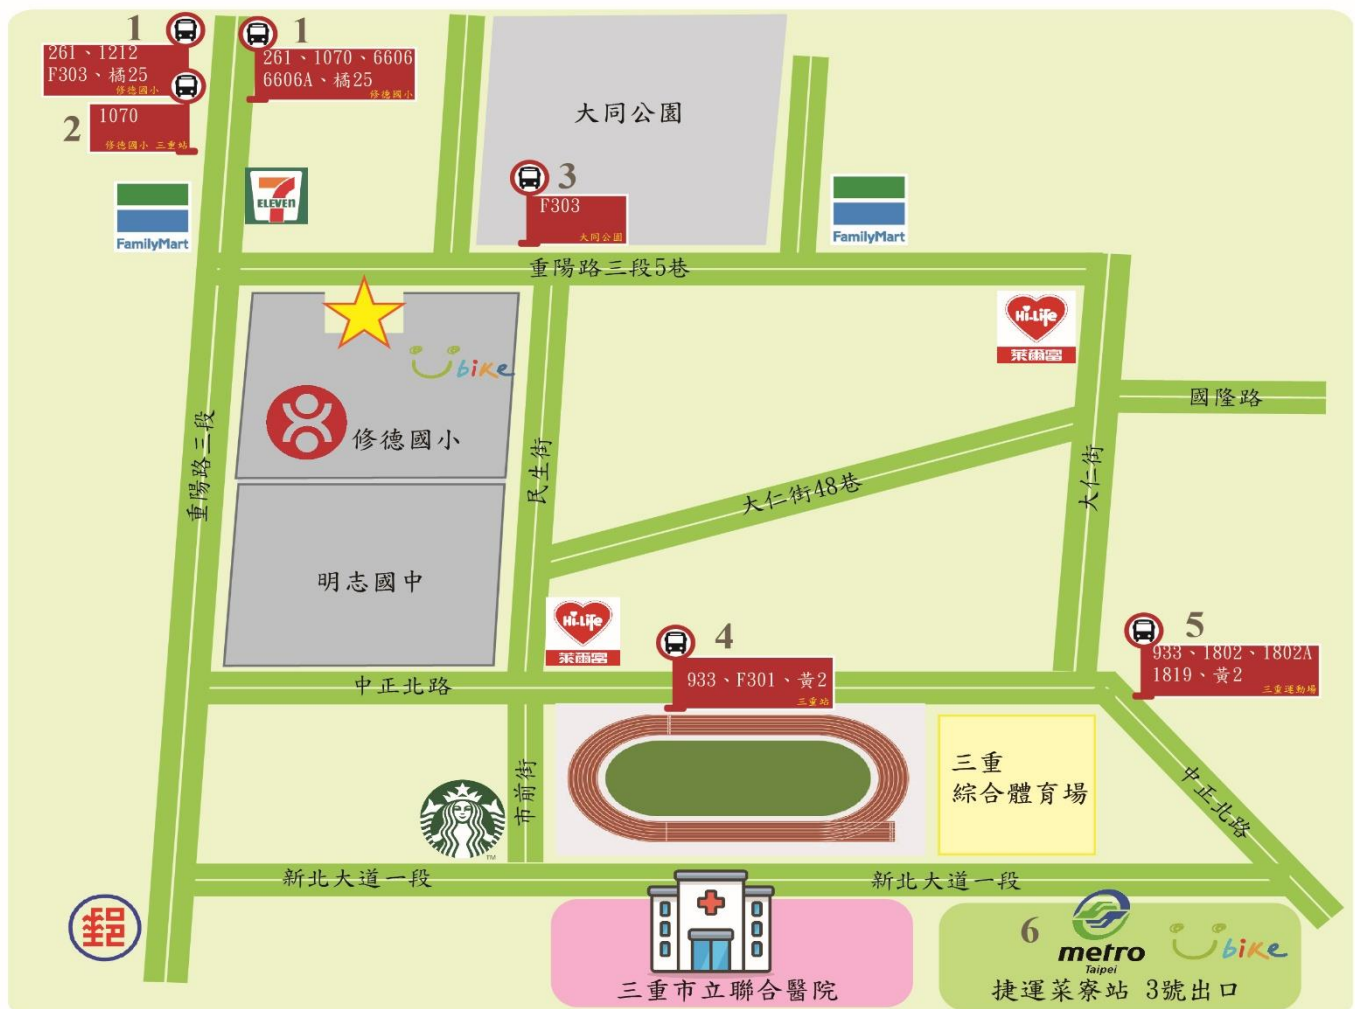 1
261、1212
F303、橘25
修德國小
1
261、1070、6606
6606A、橘25
修德國小
2
1070
修德國小 三重站
大同公園
3
F303
大同公園
FamilyMart
7
ELEVEN
FamilyMart
重陽路三段5巷
Hi-Life
萊爾富
Ubike
國隆路
修德國小
重陽路三段
民生街
大仁街48巷
大仁街
明志國中
Hi-Life
萊爾富
4
933、F301、黃2
三重站
5
933、1802、1802A
1819、黃2
三重運動場
中正北路
三重
綜合體育場
中正北路
市前街
TM
新北大道一段
新北大道一段
郵
三重市立聯合醫院
6
metro
Taipei
Ubike
捷運菜寮站 3號出口